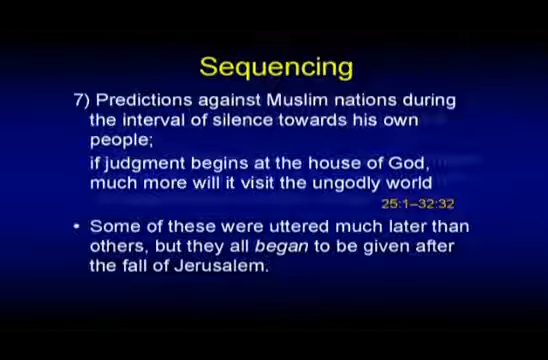 Sequencing
7) Predictions against Muslim nations during
the interval of silence towards his own
people;
if judgment begins at the house of God,
much more will it visit the ungodly world
25:1–32:32
• Some of these were uttered much later than
others, but they all began to be given after
the fall of Jerusalem.